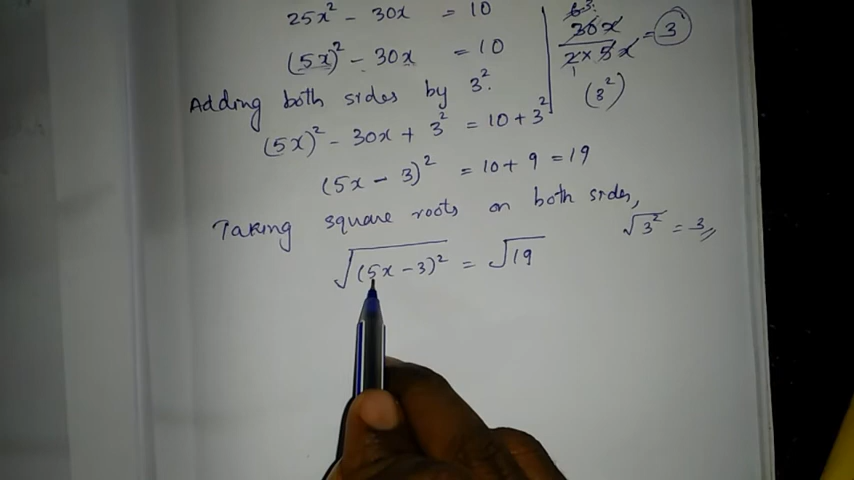 25x² - 30x = 10
(5x)² - 30x = 10
Adding both sides by 3².
(5x)² - 30x + 3² = 10 + 3²
(5x - 3)² = 10 + 9 = 19
Taking square roots on both sides,
√(5x - 3)² = √19
30x / 2 × 5x = 3
1
(3²)
√3² = 3